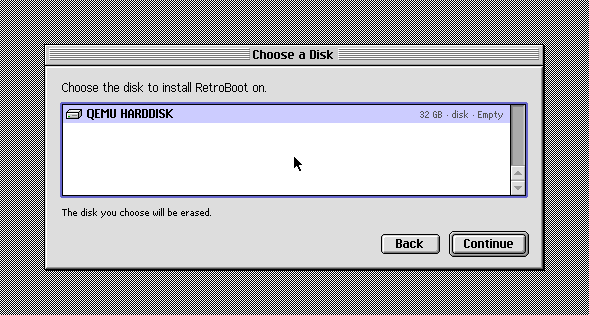 Choose a Disk
Choose the disk to install RetroBoot on.
QEMU HARDDISK 32 GB · disk · Empty
The disk you choose will be erased.
Back Continue